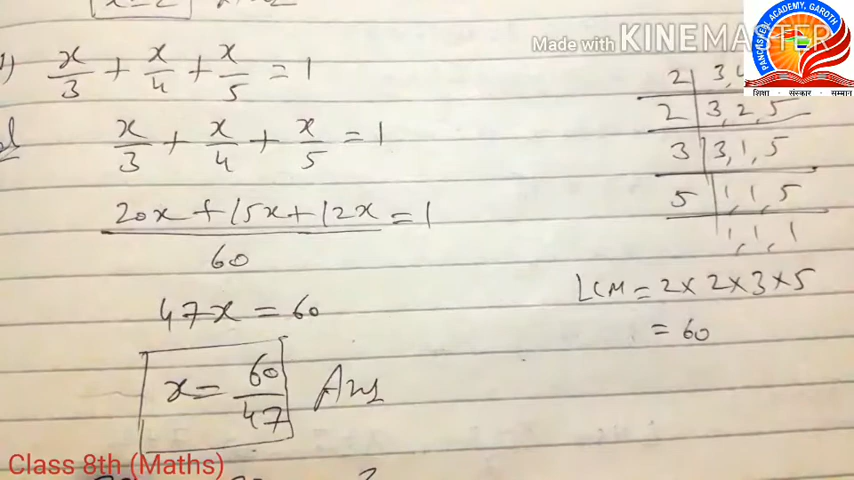 Made with KINEMASTER
PANCHSHEEL ACADEMY, GAROTH
शिक्षा · संस्कार · सम्मान
x/3 + x/4 + x/5 = 1
x/3 + x/4 + x/5 = 1
(20x + 15x + 12x)/60 = 1
47x = 60
x = 60/47 Ans
2 | 3,
2 | 3, 2, 5
3 | 3, 1, 5
5 | 1, 1, 5
1, 1, 1
LCM = 2 × 2 × 3 × 5
= 60
Class 8th (Maths)